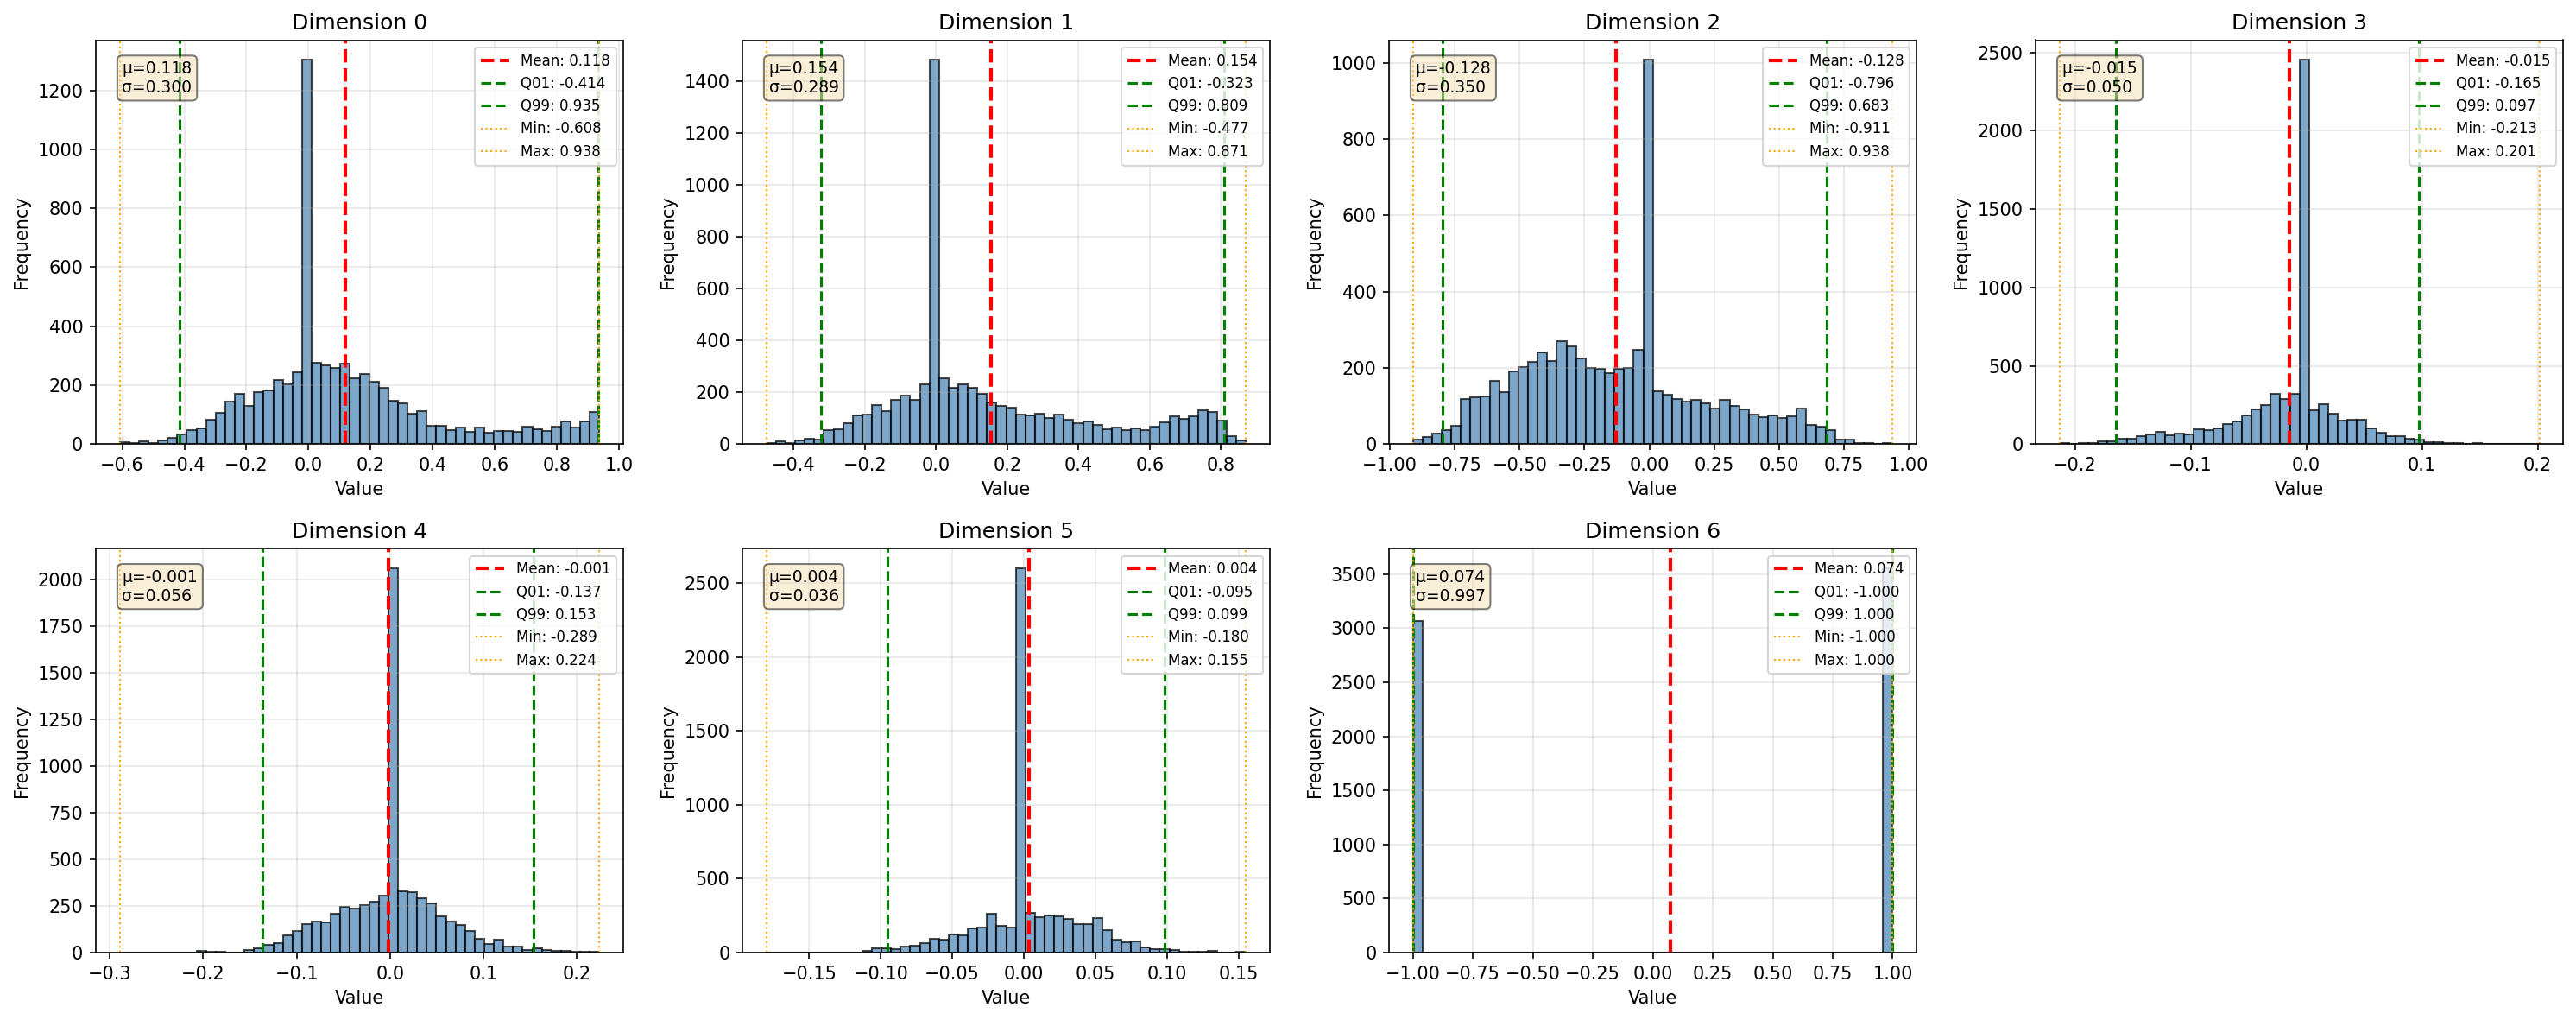 Dimension 0
μ=0.118
σ=0.300
Mean: 0.118
Q01: -0.414
Q99: 0.935
Min: -0.608
Max: 0.938
Frequency
1200
1000
800
600
400
200
0
−0.6 −0.4 −0.2 0.0 0.2 0.4 0.6 0.8 1.0
Value
Dimension 1
μ=0.154
σ=0.289
Mean: 0.154
Q01: -0.323
Q99: 0.809
Min: -0.477
Max: 0.871
Frequency
1400
1200
1000
800
600
400
200
0
−0.4 −0.2 0.0 0.2 0.4 0.6 0.8
Value
Dimension 2
μ=-0.128
σ=0.350
Mean: -0.128
Q01: -0.796
Q99: 0.683
Min: -0.911
Max: 0.938
Frequency
1000
800
600
400
200
0
−1.00 −0.75 −0.50 −0.25 0.00 0.25 0.50 0.75 1.00
Value
Dimension 3
μ=-0.015
σ=0.050
Mean: -0.015
Q01: -0.165
Q99: 0.097
Min: -0.213
Max: 0.201
Frequency
2500
2000
1500
1000
500
0
−0.2 −0.1 0.0 0.1 0.2
Value
Dimension 4
μ=-0.001
σ=0.056
Mean: -0.001
Q01: -0.137
Q99: 0.153
Min: -0.289
Max: 0.224
Frequency
2000
1750
1500
1250
1000
750
500
250
0
−0.3 −0.2 −0.1 0.0 0.1 0.2
Value
Dimension 5
μ=0.004
σ=0.036
Mean: 0.004
Q01: -0.095
Q99: 0.099
Min: -0.180
Max: 0.155
Frequency
2500
2000
1500
1000
500
0
−0.15 −0.10 −0.05 0.00 0.05 0.10 0.15
Value
Dimension 6
μ=0.074
σ=0.997
Mean: 0.074
Q01: -1.000
Q99: 1.000
Min: -1.000
Max: 1.000
Frequency
3500
3000
2500
2000
1500
1000
500
0
−1.00 −0.75 −0.50 −0.25 0.00 0.25 0.50 0.75 1.00
Value